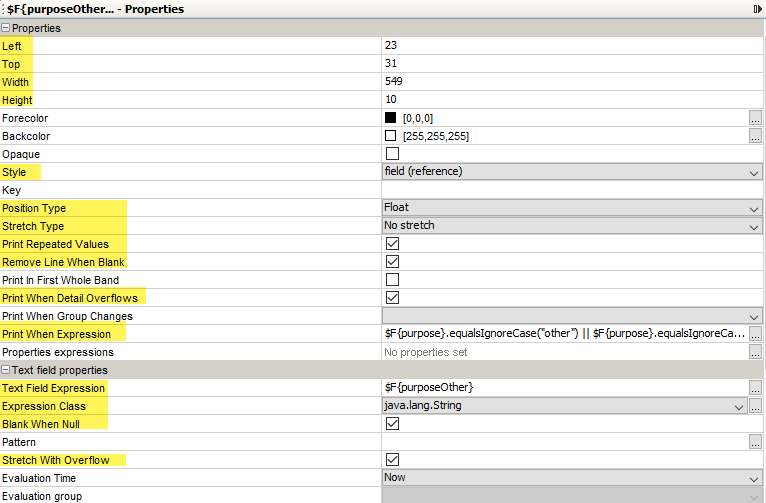 $F{purposeOther... - Properties
Properties
Left 23
Top 31
Width 549
Height 10
Forecolor [0,0,0] ...
Backcolor [255,255,255] ...
Opaque
Style field (reference)
Key
Position Type Float
Stretch Type No stretch
Print Repeated Values
Remove Line When Blank
Print In First Whole Band
Print When Detail Overflows
Print When Group Changes
Print When Expression $F{purpose}.equalsIgnoreCase("other") || $F{purpose}.equalsIgnoreCa... ...
Properties expressions No properties set ...
Text field properties
Text Field Expression $F{purposeOther} ...
Expression Class java.lang.String ...
Blank When Null
Pattern ...
Stretch With Overflow
Evaluation Time Now
Evaluation group